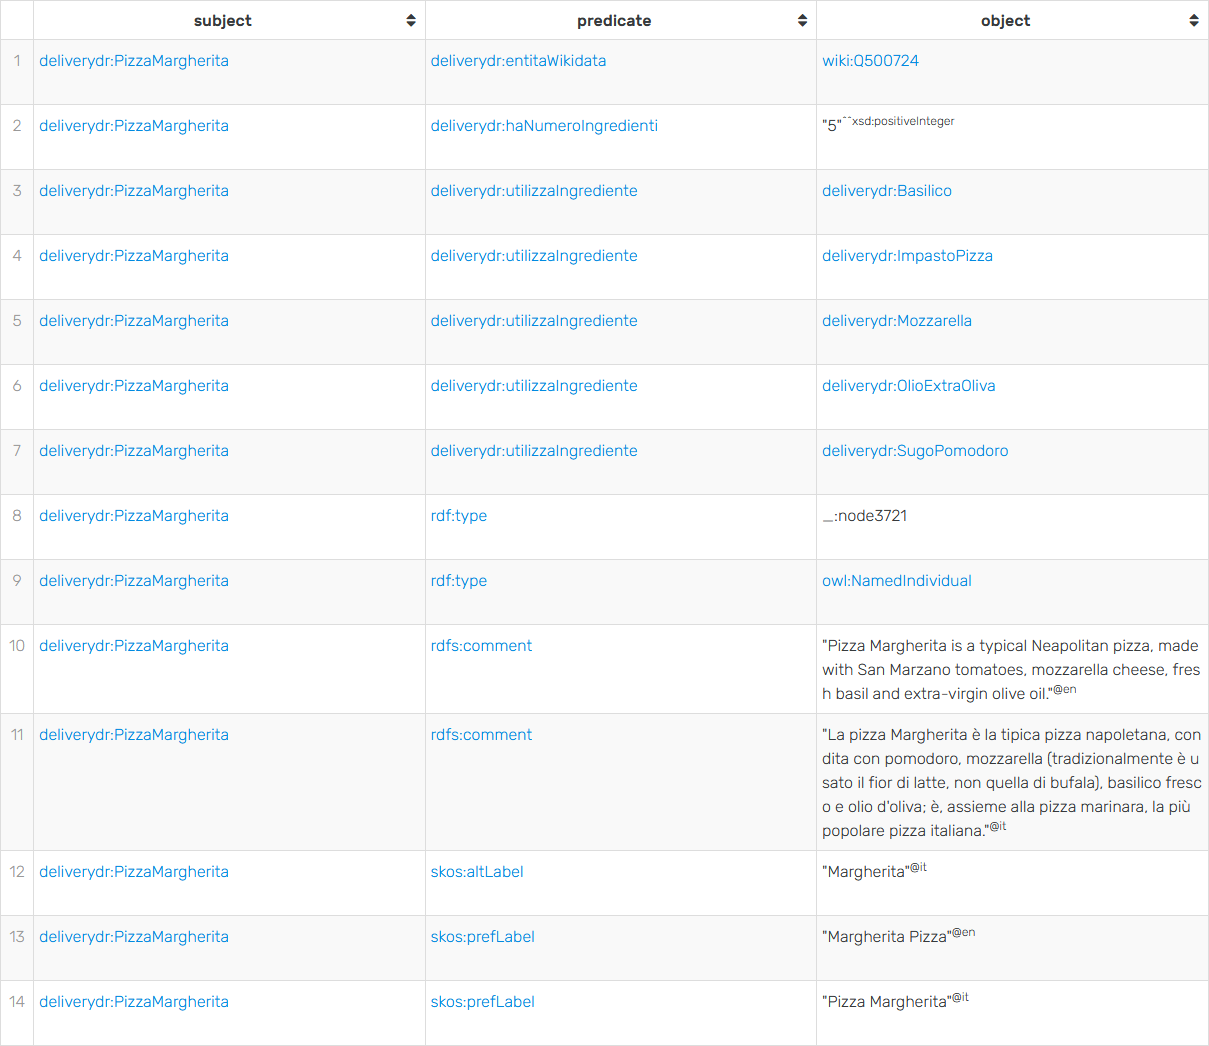 subject predicate object
1 deliverydr:PizzaMargherita deliverydr:entitaWikidata wiki:Q500724
2 deliverydr:PizzaMargherita deliverydr:haNumeroIngredienti "5"^^xsd:positiveInteger
3 deliverydr:PizzaMargherita deliverydr:utilizzaIngrediente deliverydr:Basilico
4 deliverydr:PizzaMargherita deliverydr:utilizzaIngrediente deliverydr:ImpastoPizza
5 deliverydr:PizzaMargherita deliverydr:utilizzaIngrediente deliverydr:Mozzarella
6 deliverydr:PizzaMargherita deliverydr:utilizzaIngrediente deliverydr:OlioExtraOliva
7 deliverydr:PizzaMargherita deliverydr:utilizzaIngrediente deliverydr:SugoPomodoro
8 deliverydr:PizzaMargherita rdf:type _:node3721
9 deliverydr:PizzaMargherita rdf:type owl:NamedIndividual
10 deliverydr:PizzaMargherita rdfs:comment "Pizza Margherita is a typical Neapolitan pizza, made
with San Marzano tomatoes, mozzarella cheese, fres
h basil and extra-virgin olive oil."@en
11 deliverydr:PizzaMargherita rdfs:comment "La pizza Margherita è la tipica pizza napoletana, con
dita con pomodoro, mozzarella (tradizionalmente è u
sato il fior di latte, non quella di bufala), basilico fresc
o e olio d'oliva; è, assieme alla pizza marinara, la più
popolare pizza italiana."@it
12 deliverydr:PizzaMargherita skos:altLabel "Margherita"@it
13 deliverydr:PizzaMargherita skos:prefLabel "Margherita Pizza"@en
14 deliverydr:PizzaMargherita skos:prefLabel "Pizza Margherita"@it